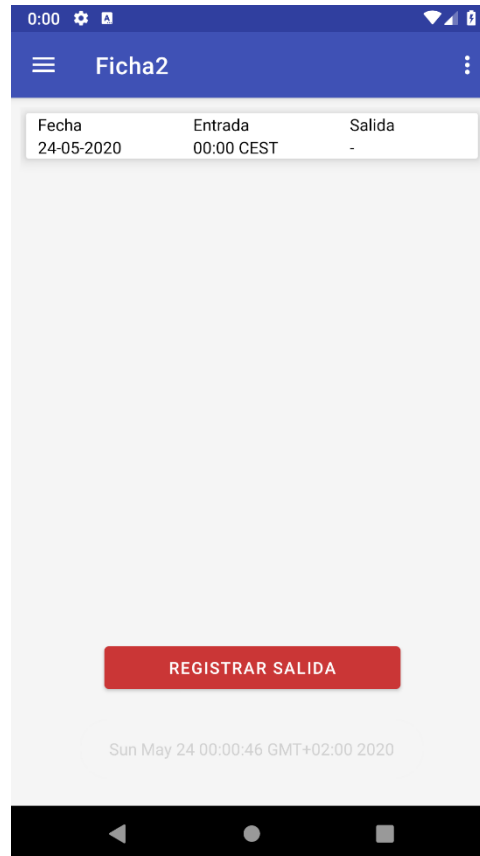 0:00
Ficha2
Fecha Entrada Salida
24-05-2020 00:00 CEST -
REGISTRAR SALIDA
Sun May 24 00:00:46 GMT+02:00 2020